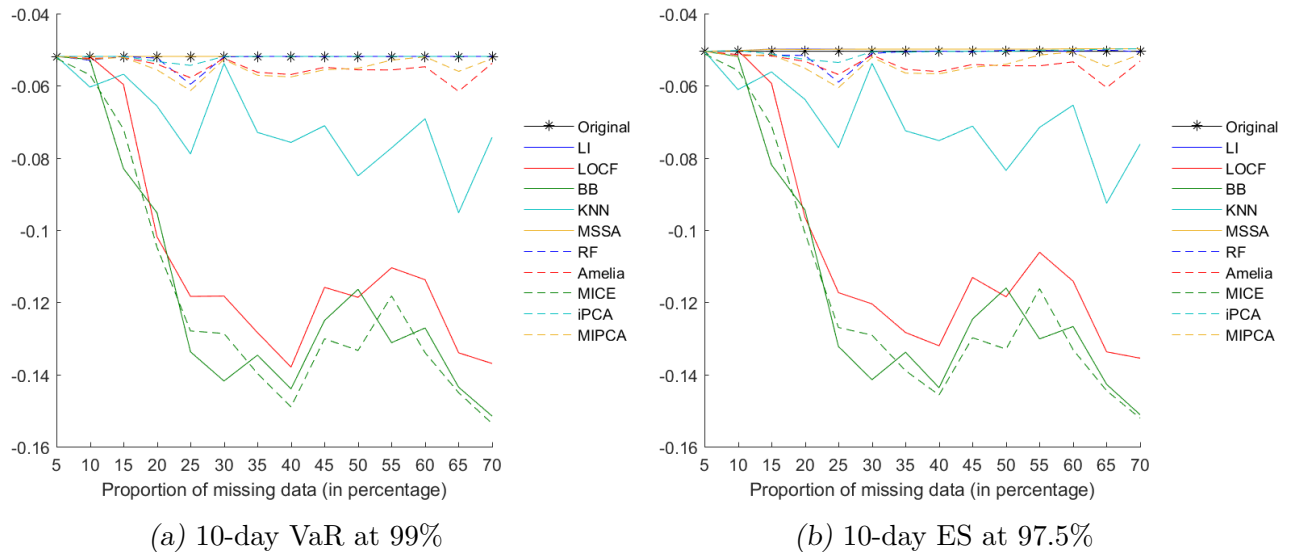 -0.04
-0.06
-0.08
-0.1
-0.12
-0.14
-0.16
5 10 15 20 25 30 35 40 45 50 55 60 65 70
Proportion of missing data (in percentage)
Original
LI
LOCF
BB
KNN
MSSA
RF
Amelia
MICE
iPCA
MIPCA
(a) 10-day VaR at 99%
-0.04
-0.06
-0.08
-0.1
-0.12
-0.14
-0.16
5 10 15 20 25 30 35 40 45 50 55 60 65 70
Proportion of missing data (in percentage)
Original
LI
LOCF
BB
KNN
MSSA
RF
Amelia
MICE
iPCA
MIPCA
(b) 10-day ES at 97.5%